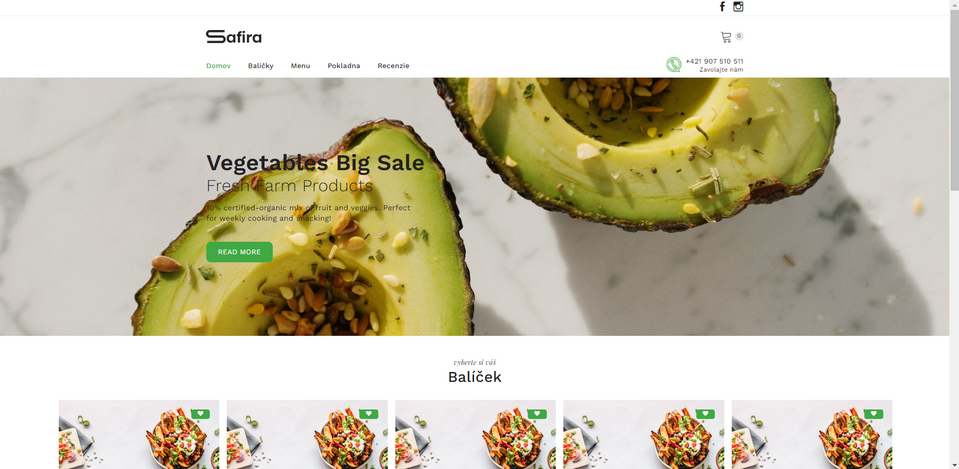 Safira
0
Domov Balíčky Menu Pokladna Recenzie
+421 907 510 511
Zavolajte nám
Vegetables Big Sale
Fresh Farm Products
10% certified-organic mix of fruit and veggies. Perfect
for weekly cooking and snacking!
READ MORE
vyberte si váš
Balíček